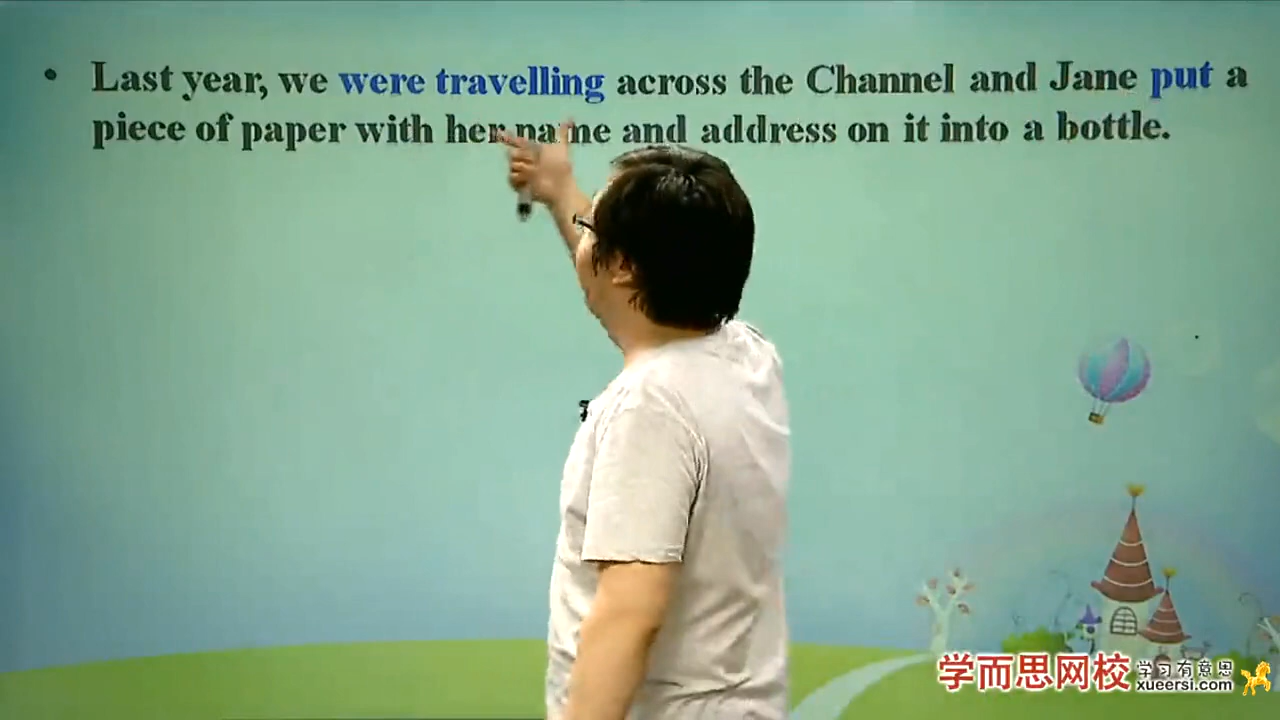 • Last year, we were travelling across the Channel and Jane put a
piece of paper with her name and address on it into a bottle.
学而思网校 学习有意思
xueersi.com